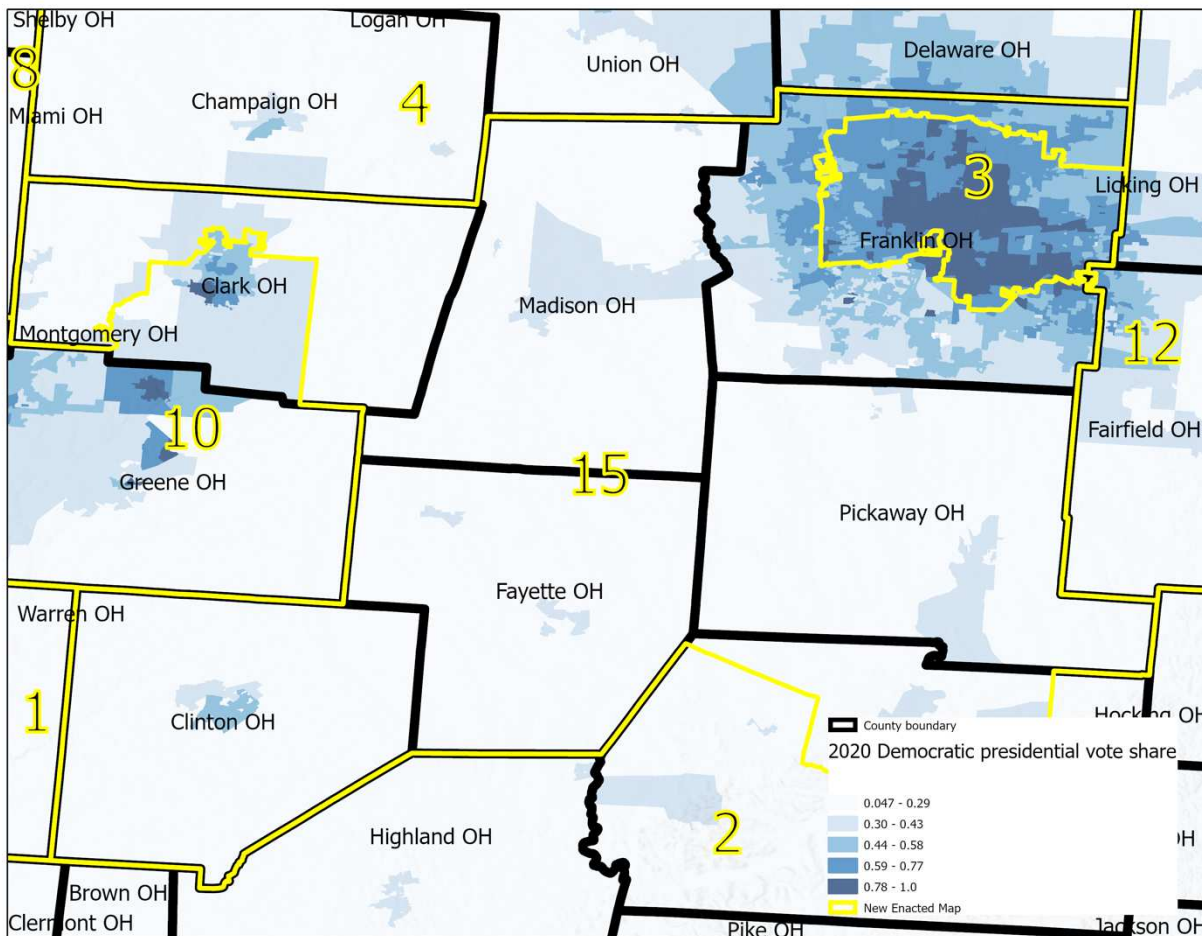 Shelby OH
Logan OH
Union OH
Delaware OH
8
Champaign OH
4
Miami OH
3
Licking OH
Franklin OH
Clark OH
Madison OH
Montgomery OH
12
10
Fairfield OH
Greene OH
15
Pickaway OH
Fayette OH
Warren OH
1
Clinton OH
Hocking OH
Highland OH
2
Brown OH
Clermont OH
Pike OH
Jackson OH
OH
County boundary
2020 Democratic presidential vote share
0.047 - 0.29
0.30 - 0.43
0.44 - 0.58
0.59 - 0.77
0.78 - 1.0
New Enacted Map